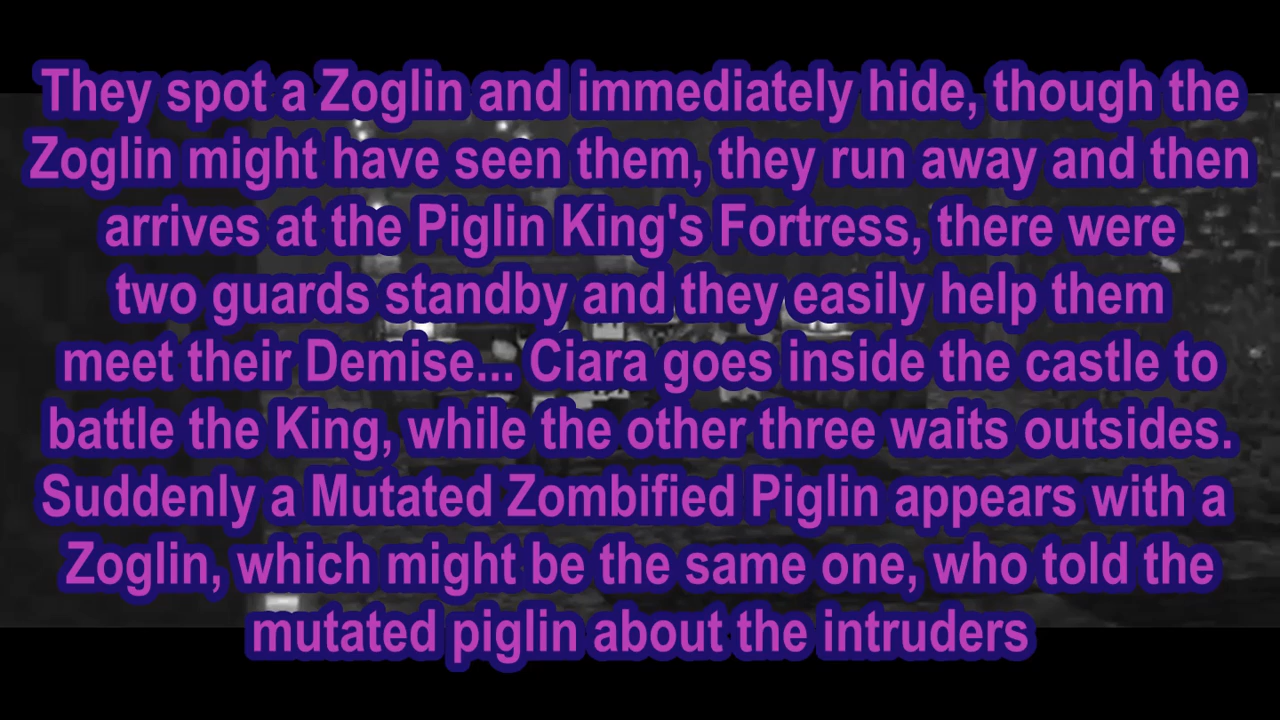 They spot a Zoglin and immediately hide, though the
Zoglin might have seen them, they run away and then
arrives at the Piglin King's Fortress, there were
two guards standby and they easily help them
meet their Demise... Ciara goes inside the castle to
battle the King, while the other three waits outsides.
Suddenly a Mutated Zombified Piglin appears with a
Zoglin, which might be the same one, who told the
mutated piglin about the intruders